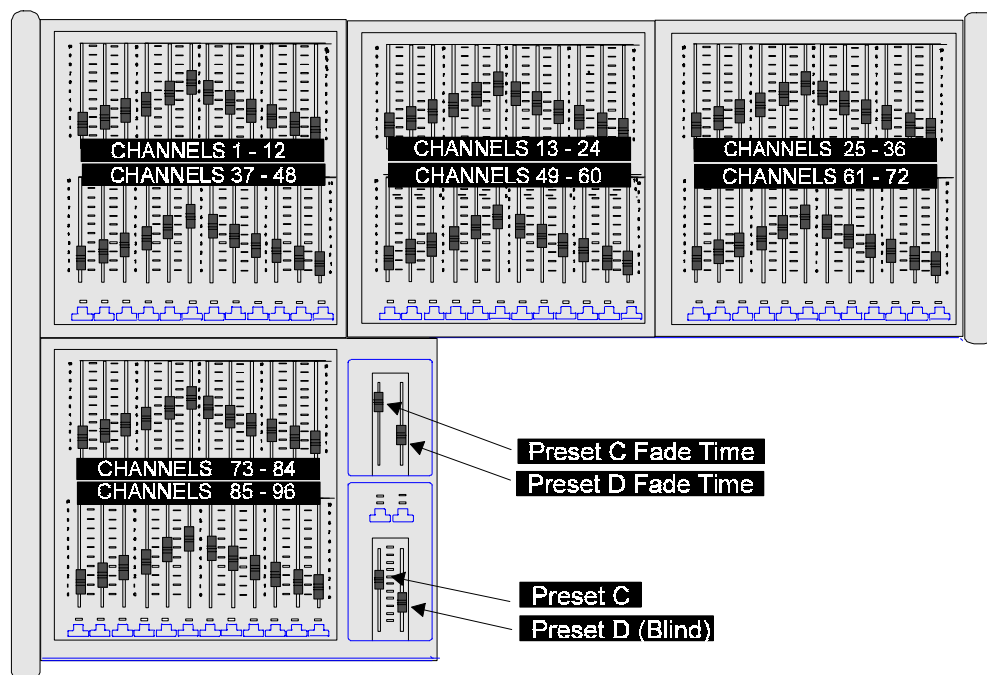 CHANNELS 1 - 12
CHANNELS 37 - 48
CHANNELS 13 - 24
CHANNELS 49 - 60
CHANNELS 25 - 36
CHANNELS 61 - 72
CHANNELS 73 - 84
CHANNELS 85 - 96
Preset C Fade Time
Preset D Fade Time
Preset C
Preset D (Blind)